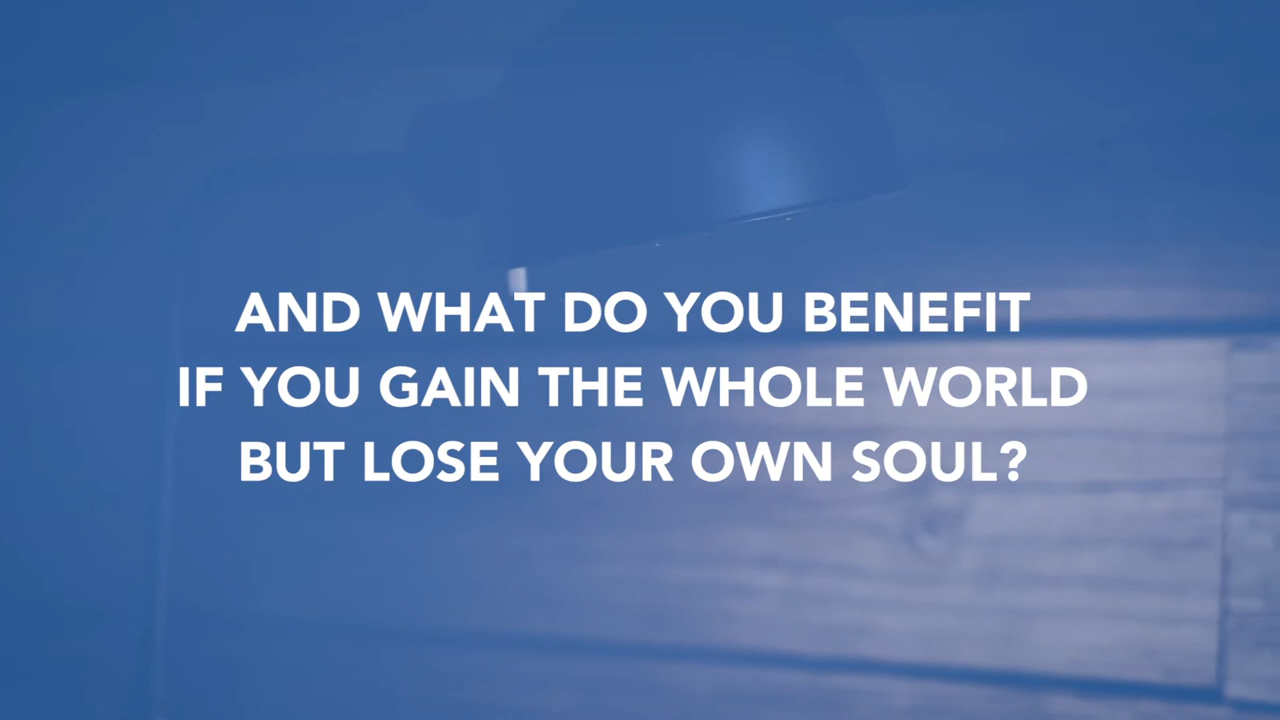 AND WHAT DO YOU BENEFIT
IF YOU GAIN THE WHOLE WORLD
BUT LOSE YOUR OWN SOUL?